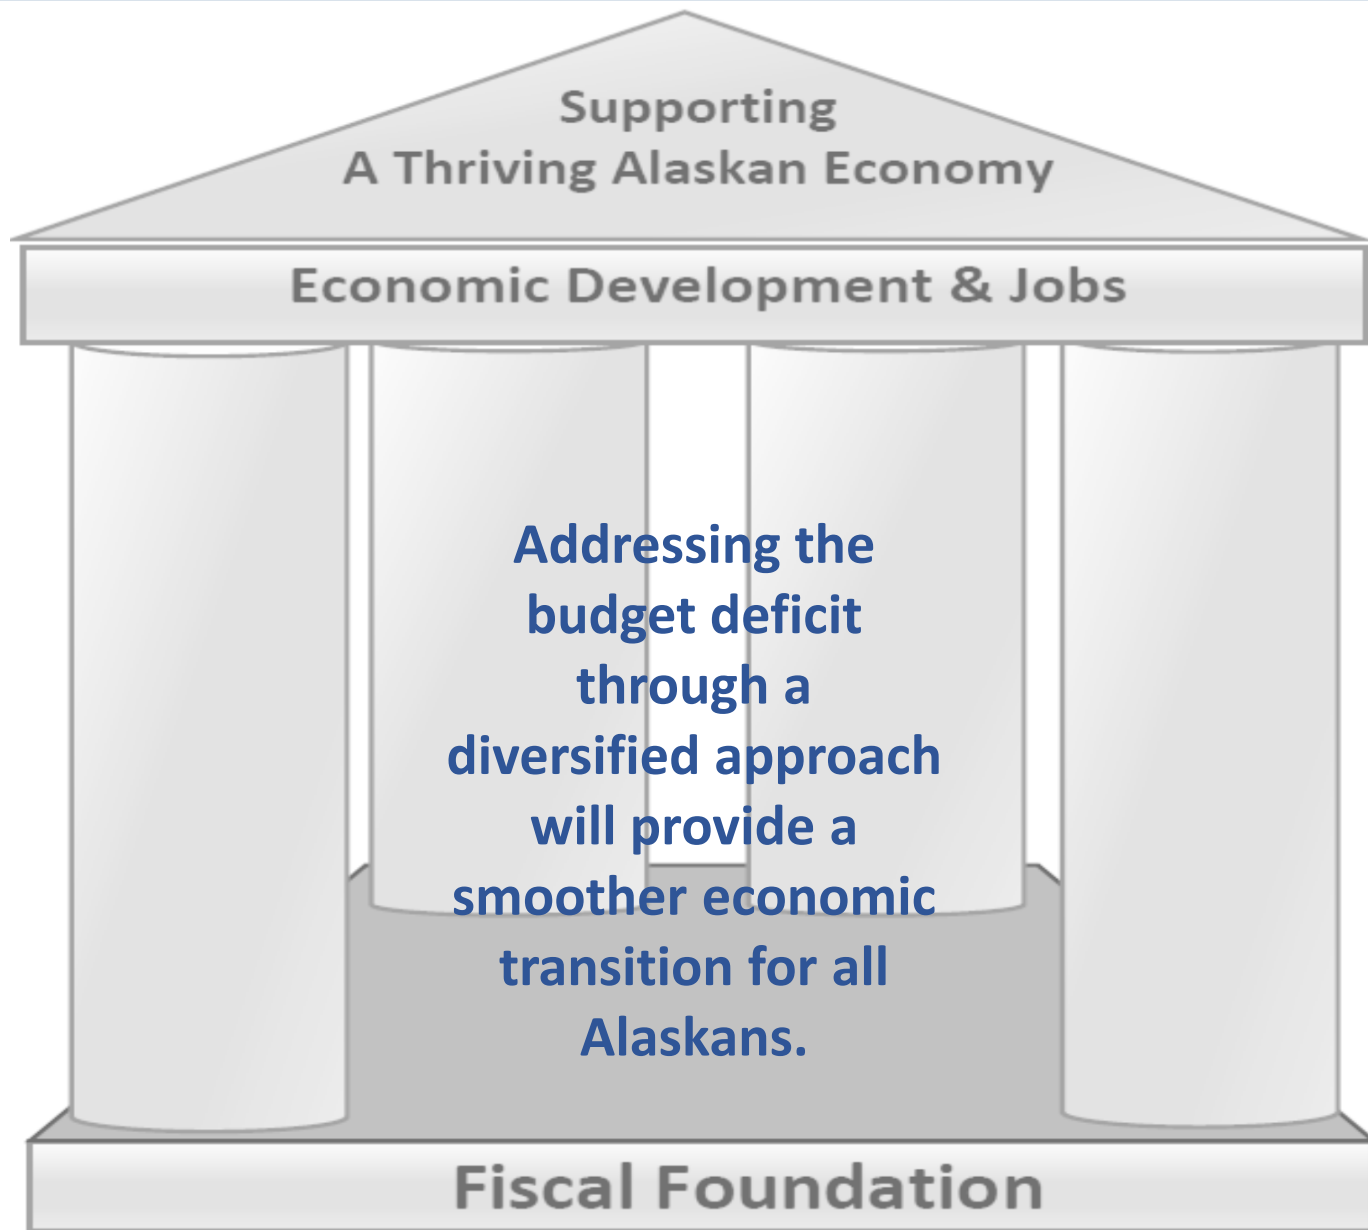 Supporting
A Thriving Alaskan Economy
Economic Development & Jobs
Addressing the
budget deficit
through a
diversified approach
will provide a
smoother economic
transition for all
Alaskans.
Fiscal Foundation